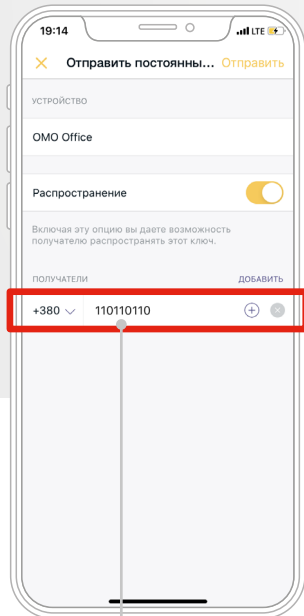 19:14 LTE
Отправить постоянны... Отправить
УСТРОЙСТВО
OMO Office
Распространение
Включая эту опцию вы даете возможность
получателю распространять этот ключ.
ПОЛУЧАТЕЛИ ДОБАВИТЬ
+380 110110110